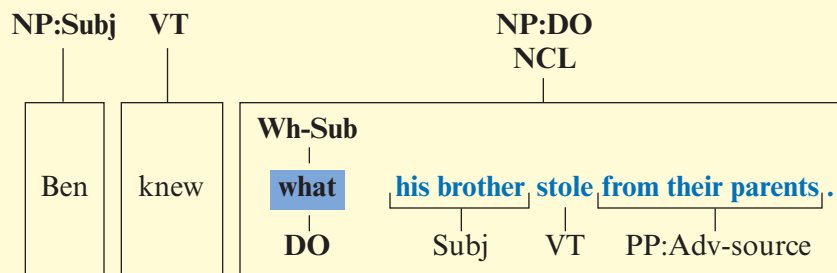 NP:Subj VT NP:DO
NCL
Wh-Sub
Ben knew what his brother stole from their parents.
DO Subj VT PP:Adv-source